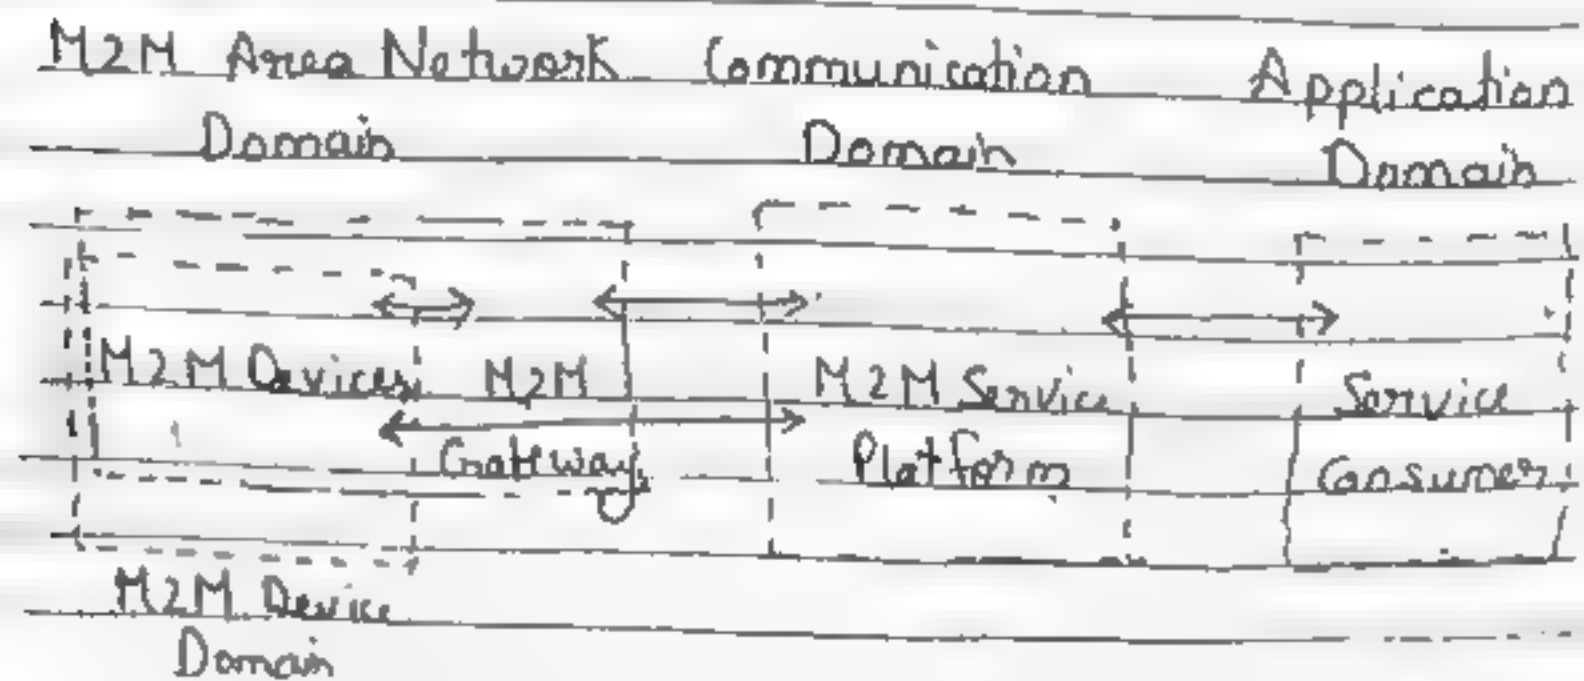 M2M Area Network Communication Application
Domain Domain Domain
M2M Devices M2M M2M Service Service
Gateway Platform Consumer
M2M Device
Domain